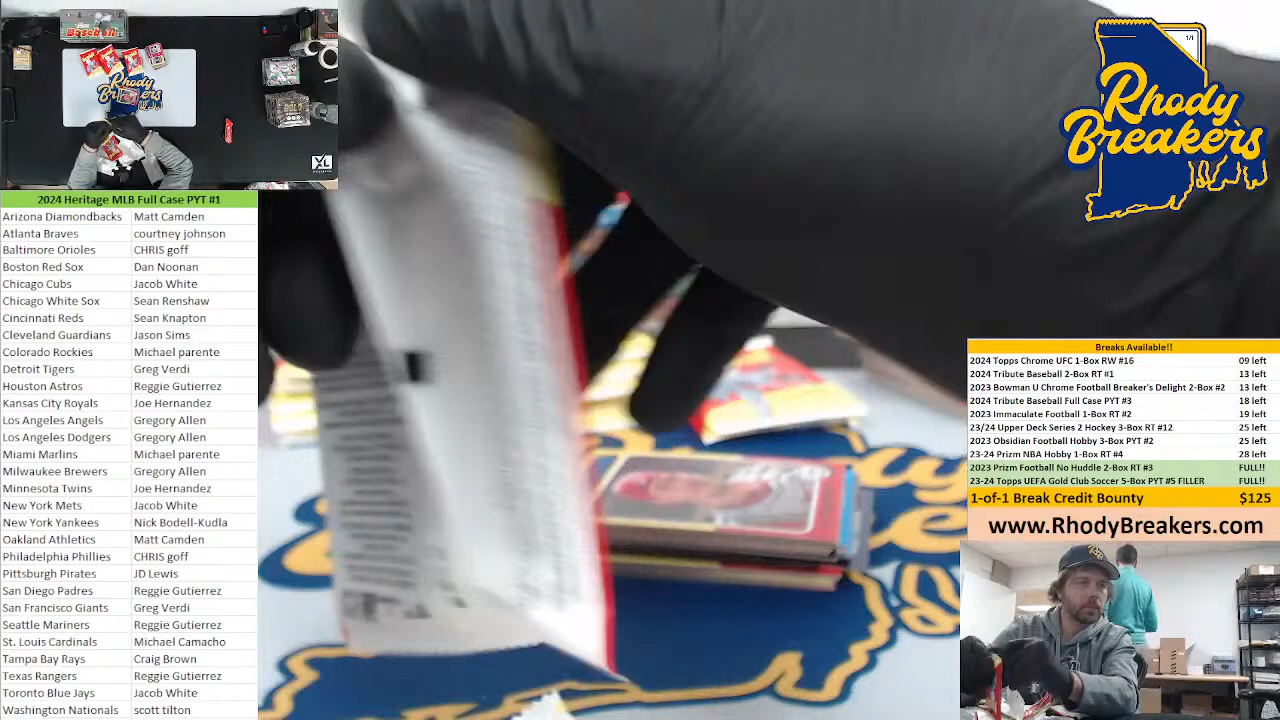 Baseball
Rhody
Breakers
XL
2024 Heritage MLB Full Case PYT #1
Arizona Diamondbacks Matt Camden
Atlanta Braves courtney johnson
Baltimore Orioles CHRIS goff
Boston Red Sox Dan Noonan
Chicago Cubs Jacob White
Chicago White Sox Sean Renshaw
Cincinnati Reds Sean Knapton
Cleveland Guardians Jason Sims
Colorado Rockies Michael parente
Detroit Tigers Greg Verdi
Houston Astros Reggie Gutierrez
Kansas City Royals Joe Hernandez
Los Angeles Angels Gregory Allen
Los Angeles Dodgers Gregory Allen
Miami Marlins Michael parente
Milwaukee Brewers Gregory Allen
Minnesota Twins Joe Hernandez
New York Mets Jacob White
New York Yankees Nick Bodell-Kudla
Oakland Athletics Matt Camden
Philadelphia Phillies CHRIS goff
Pittsburgh Pirates JD Lewis
San Diego Padres Reggie Gutierrez
San Francisco Giants Greg Verdi
Seattle Mariners Reggie Gutierrez
St. Louis Cardinals Michael Camacho
Tampa Bay Rays Craig Brown
Texas Rangers Reggie Gutierrez
Toronto Blue Jays Jacob White
Washington Nationals scott tilton
1/1
Rhody
Breakers
Breaks Available!!
2024 Topps Chrome UFC 1-Box RW #16 09 left
2024 Tribute Baseball 2-Box RT #1 13 left
2023 Bowman U Chrome Football Breaker's Delight 2-Box #2 13 left
2024 Tribute Baseball Full Case PYT #3 18 left
2023 Immaculate Football 1-Box RT #2 19 left
23/24 Upper Deck Series 2 Hockey 3-Box RT #12 25 left
2023 Obsidian Football Hobby 3-Box PYT #2 25 left
23-24 Prizm NBA Hobby 1-Box RT #4 28 left
2023 Prizm Football No Huddle 2-Box RT #3 FULL!!
23-24 Topps UEFA Gold Club Soccer 5-Box PYT #5 FILLER FULL!!
1-of-1 Break Credit Bounty $125
www.RhodyBreakers.com